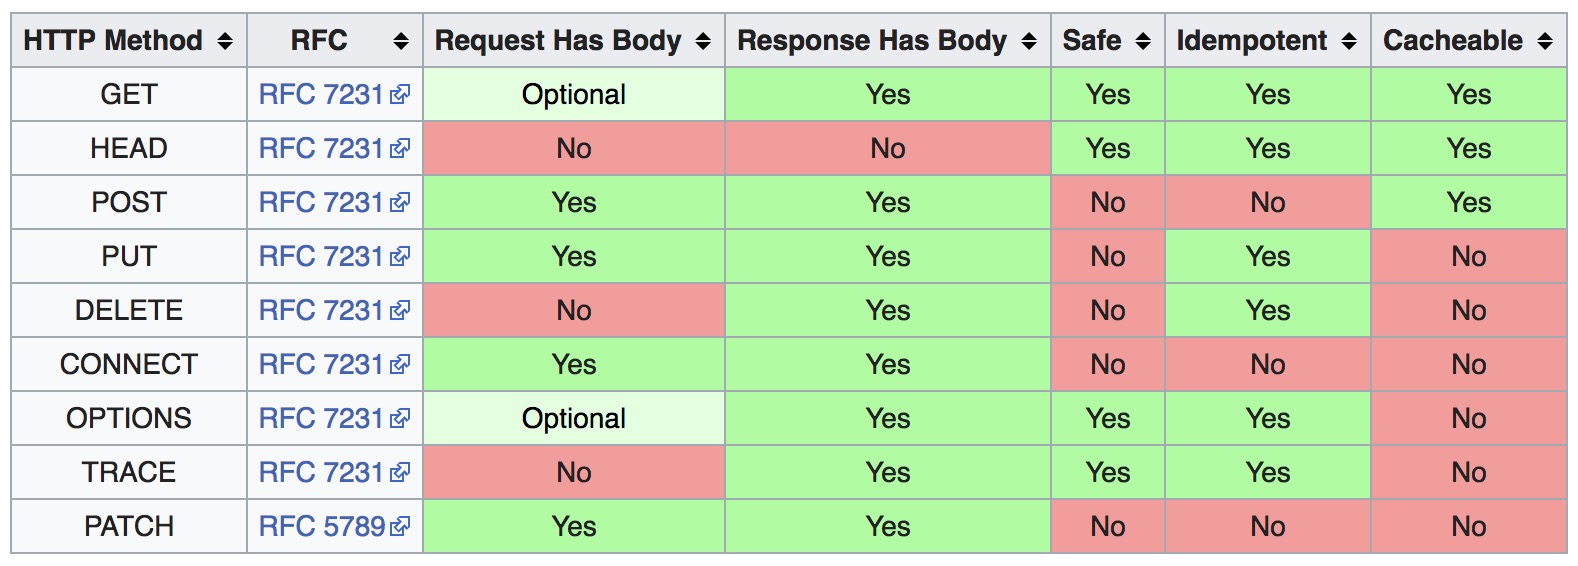 HTTP Method RFC Request Has Body Response Has Body Safe Idempotent Cacheable
GET RFC 7231 Optional Yes Yes Yes Yes
HEAD RFC 7231 No No Yes Yes Yes
POST RFC 7231 Yes Yes No No Yes
PUT RFC 7231 Yes Yes No Yes No
DELETE RFC 7231 No Yes No Yes No
CONNECT RFC 7231 Yes Yes No No No
OPTIONS RFC 7231 Optional Yes Yes Yes No
TRACE RFC 7231 No Yes Yes Yes No
PATCH RFC 5789 Yes Yes No No No